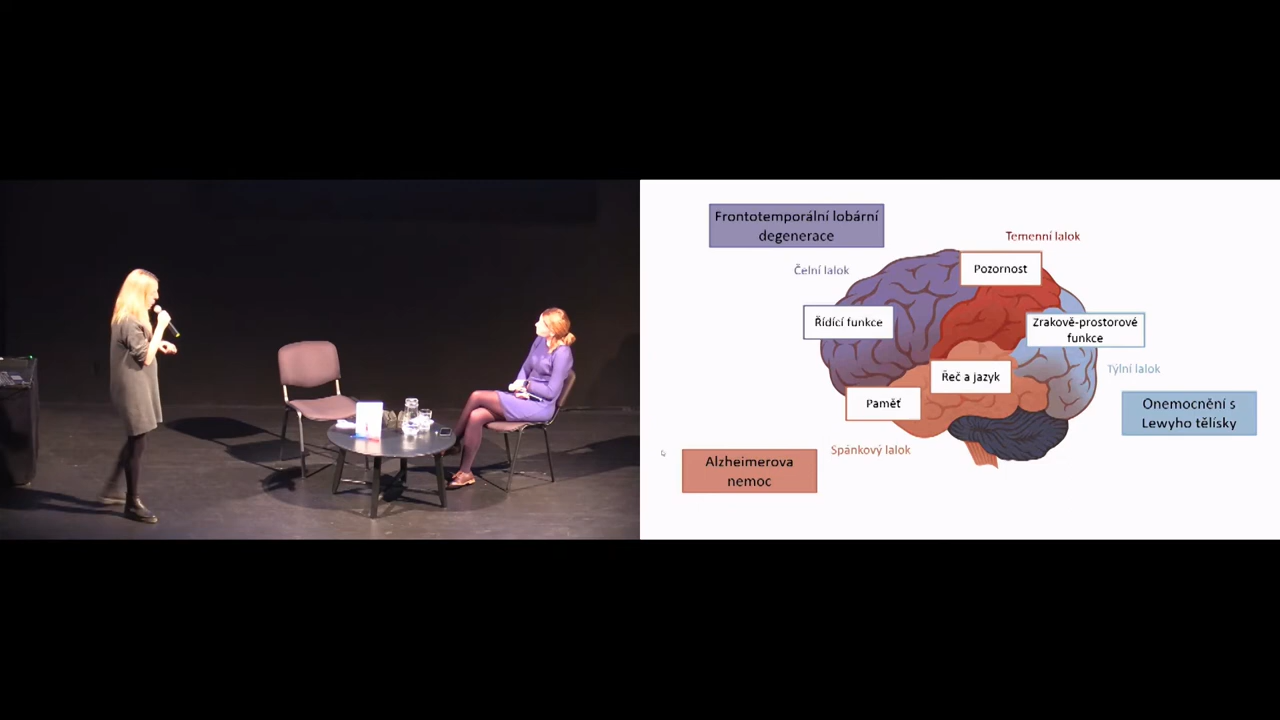 Frontotemporální lobární
degenerace
Temenní lalok
Čelní lalok
Pozornost
Řídící funkce
Zrakově-prostorové
funkce
Týlní lalok
Řeč a jazyk
Paměť
Onemocnění s
Lewyho tělísky
Spánkový lalok
Alzheimerova
nemoc